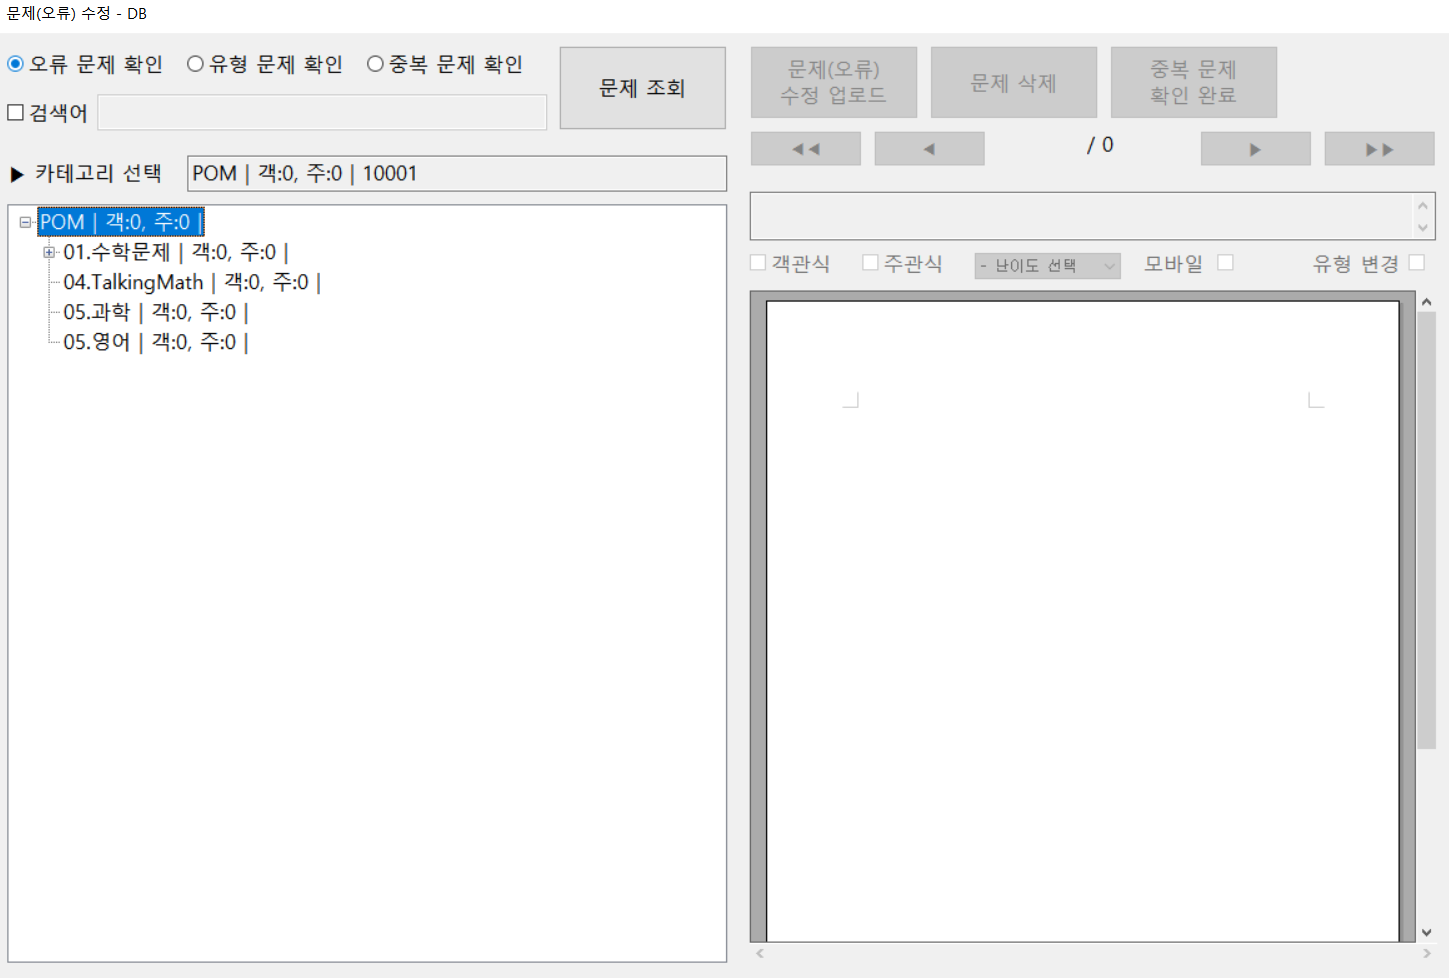 문제(오류) 수정 - DB
오류 문제 확인 유형 문제 확인 중복 문제 확인
문제 조회
검색어
▶ 카테고리 선택 POM | 객:0, 주:0 | 10001
POM | 객:0, 주:0 |
01.수학문제 | 객:0, 주:0 |
04.TalkingMath | 객:0, 주:0 |
05.과학 | 객:0, 주:0 |
05.영어 | 객:0, 주:0 |
문제(오류)
수정 업로드
문제 삭제
중복 문제
확인 완료
◀◀ ◀ / 0 ▶ ▶▶
객관식 주관식 - 난이도 선택 모바일 유형 변경